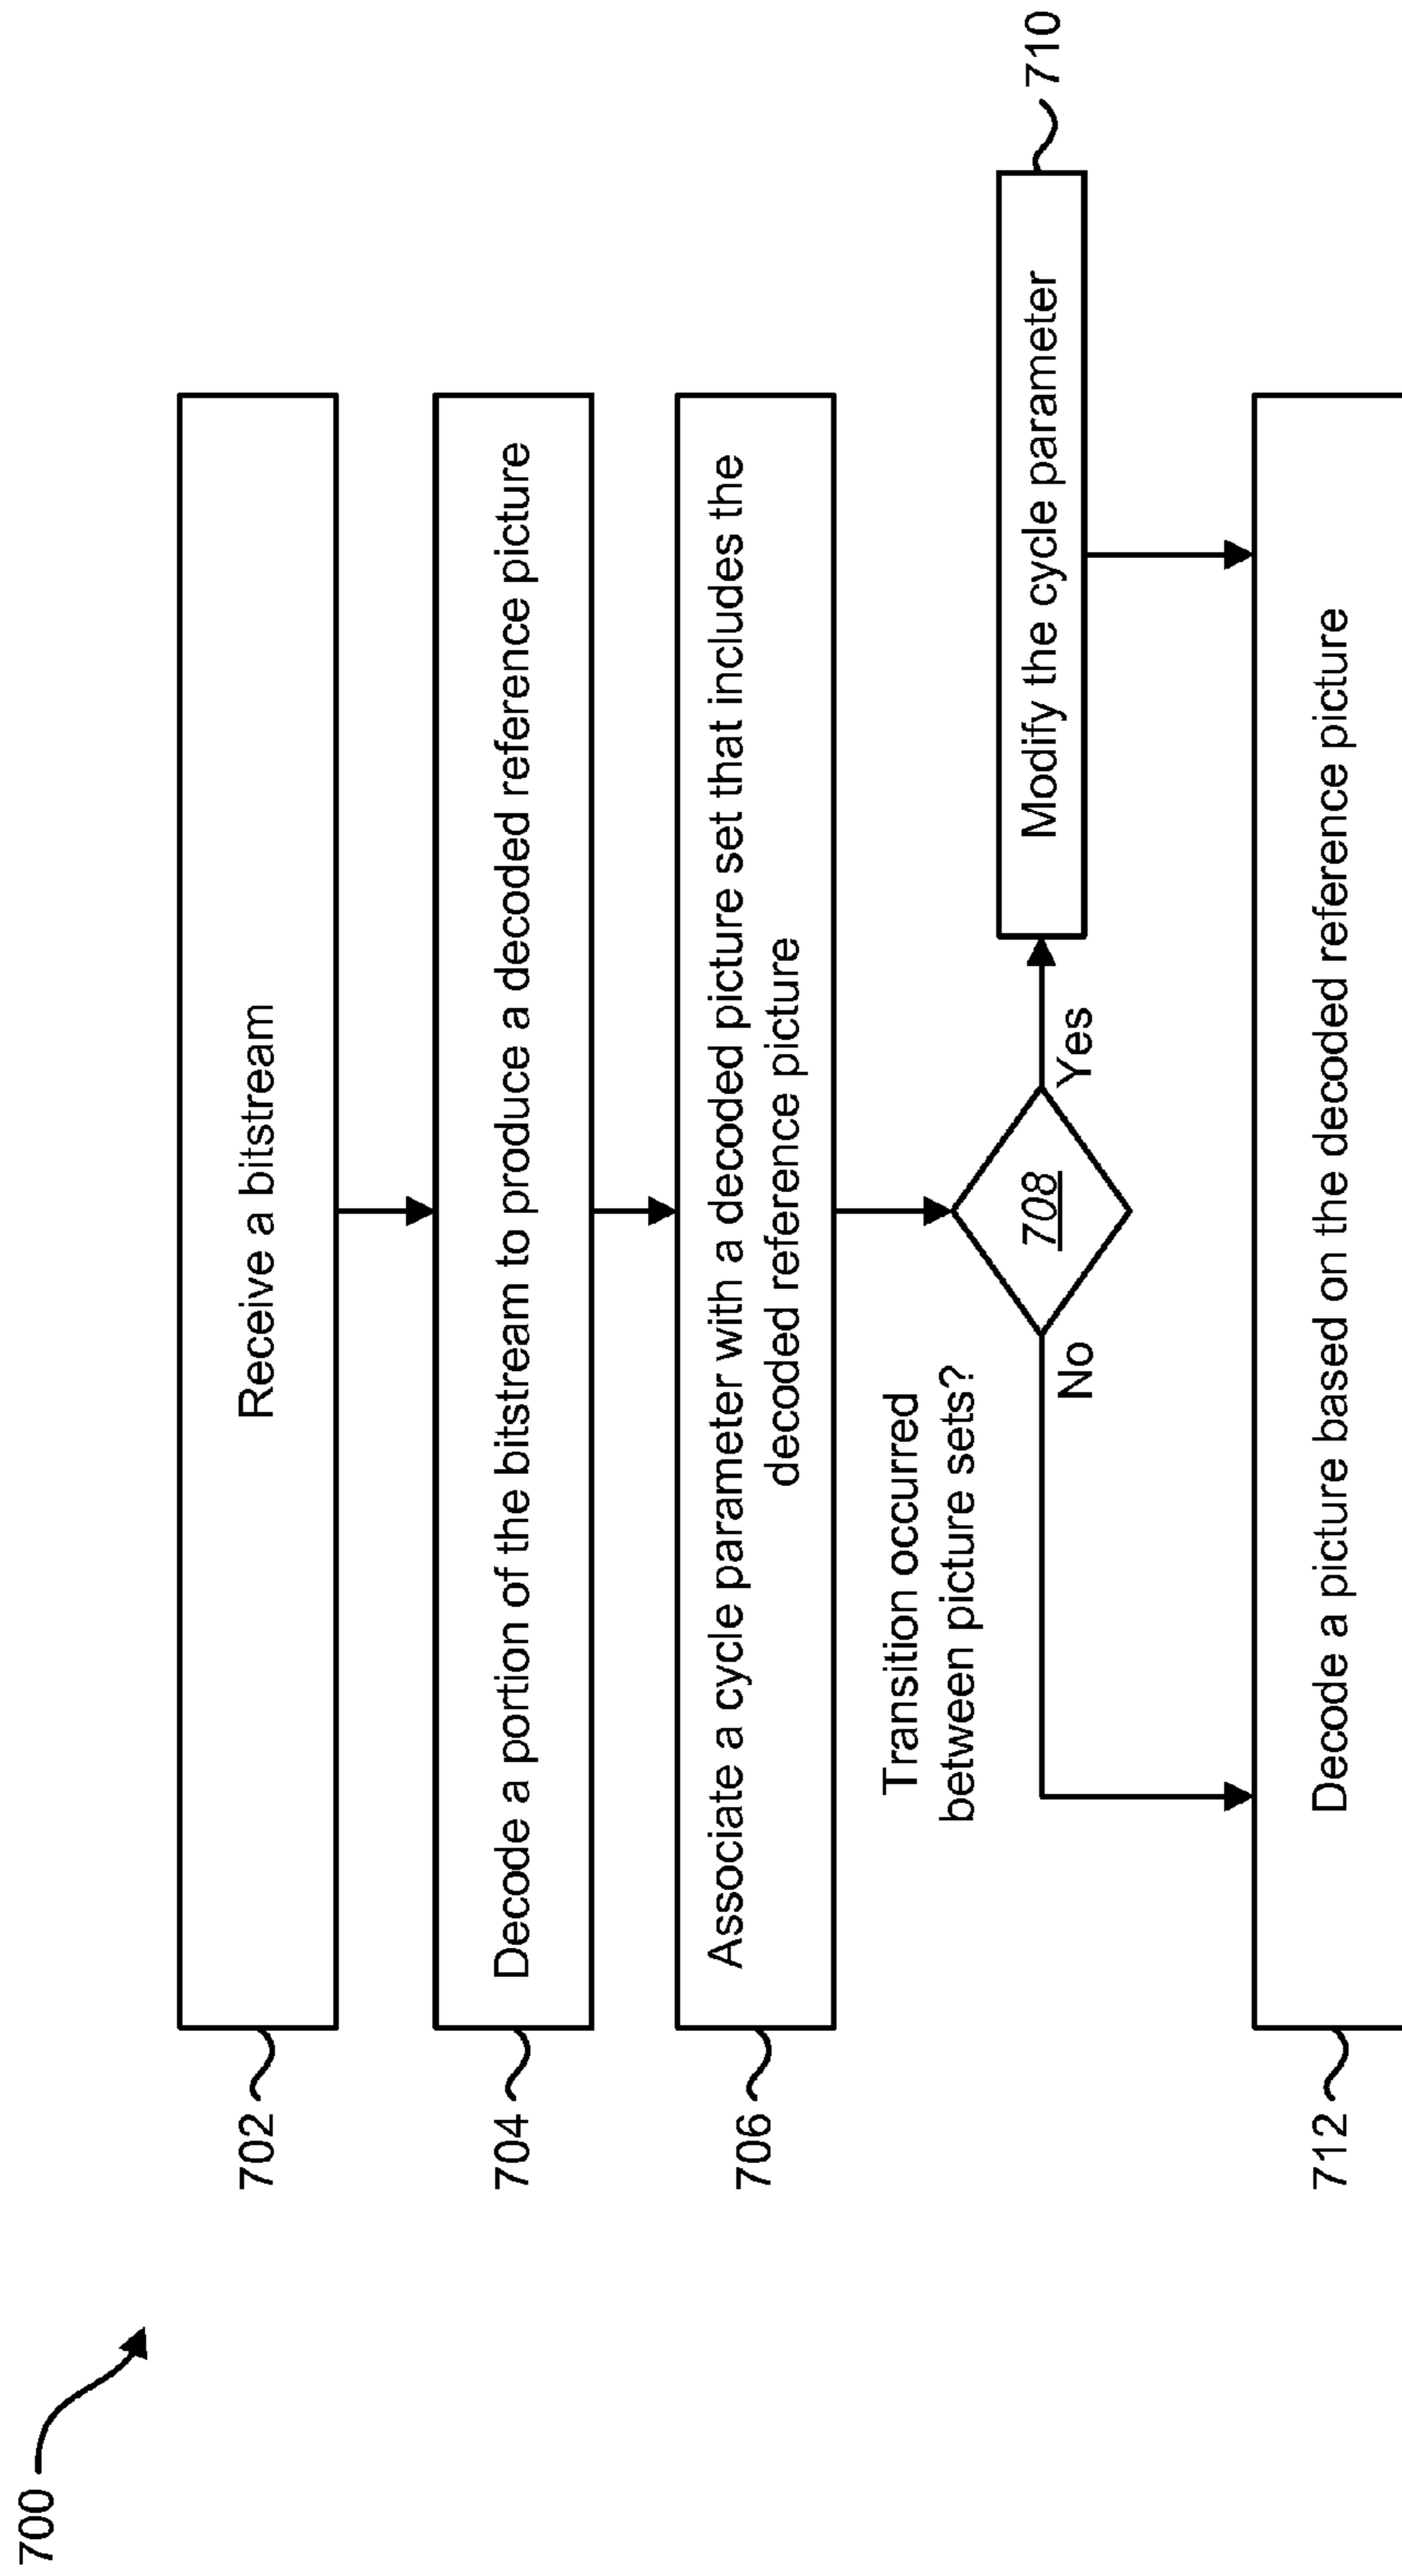 700
702
Receive a bitstream
704
Decode a portion of the bitstream to produce a decoded reference picture
706
Associate a cycle parameter with a decoded picture set that includes the
decoded reference picture
Transition occurred
between picture sets?
708
No
Yes
Modify the cycle parameter
710
712
Decode a picture based on the decoded reference picture